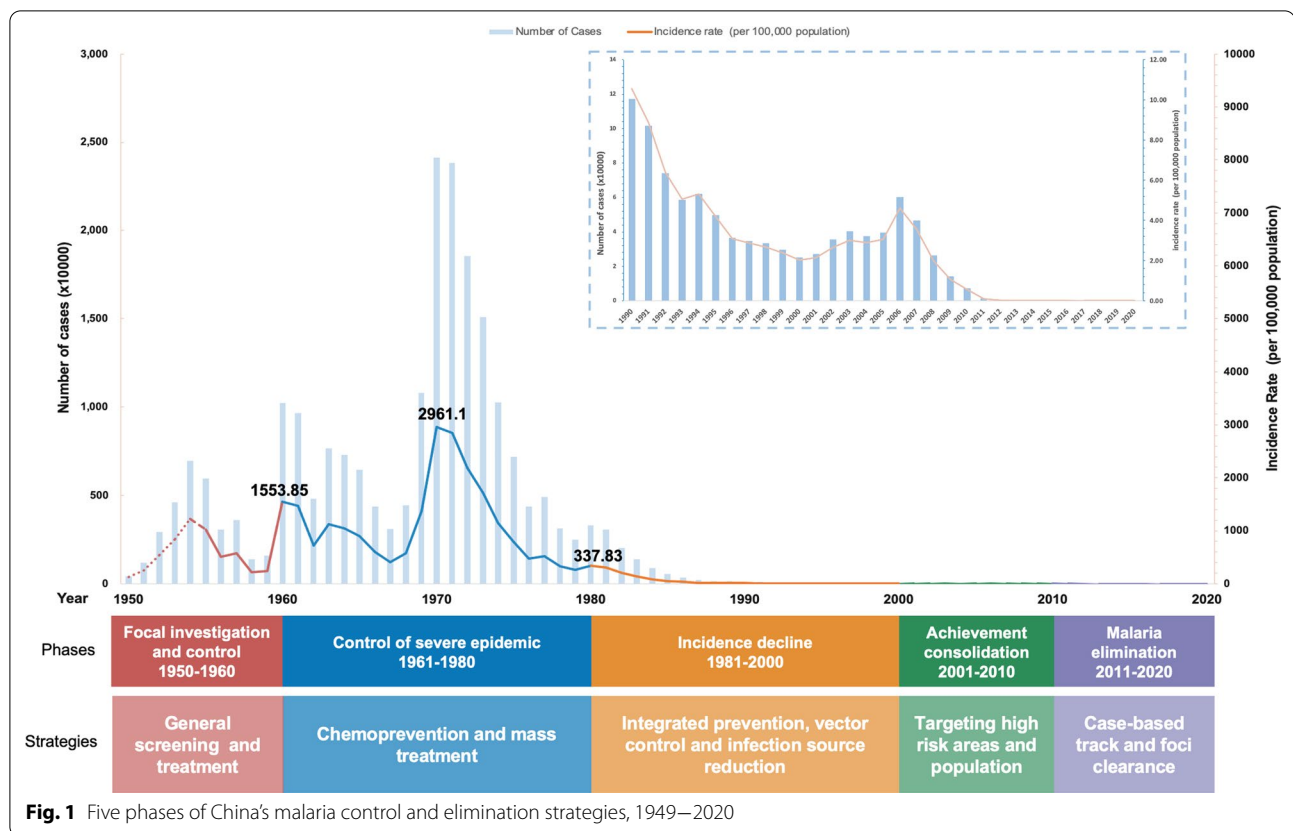 Number of Cases
Incidence rate (per 100,000 population)
3,000
2,500
2,000
1,500
1,000
500
0
Number of cases (x10000)
10000
9000
8000
7000
6000
5000
4000
3000
2000
1000
0
Incidence Rate (per 100,000 population)
14
12
10
8
6
4
2
0
Number of cases (x10000)
12.00
10.00
8.00
6.00
4.00
2.00
0.00
Incidence rate (per 100,000 population)
1990 1991 1992 1993 1994 1995 1996 1997 1998 1999 2000 2001 2002 2003 2004 2005 2006 2007 2008 2009 2010 2011 2012 2013 2014 2015 2016 2017 2018 2019 2020
1553.85
2961.1
337.83
Year 1950 1960 1970 1980 1990 2000 2010 2020
Phases
Focal investigation
and control
1950-1960
Control of severe epidemic
1961-1980
Incidence decline
1981-2000
Achievement
consolidation
2001-2010
Malaria
elimination
2011-2020
Strategies
General
screening and
treatment
Chemoprevention and mass
treatment
Integrated prevention, vector
control and infection source
reduction
Targeting high
risk areas and
population
Case-based
track and foci
clearance
Fig. 1 Five phases of China's malaria control and elimination strategies, 1949–2020